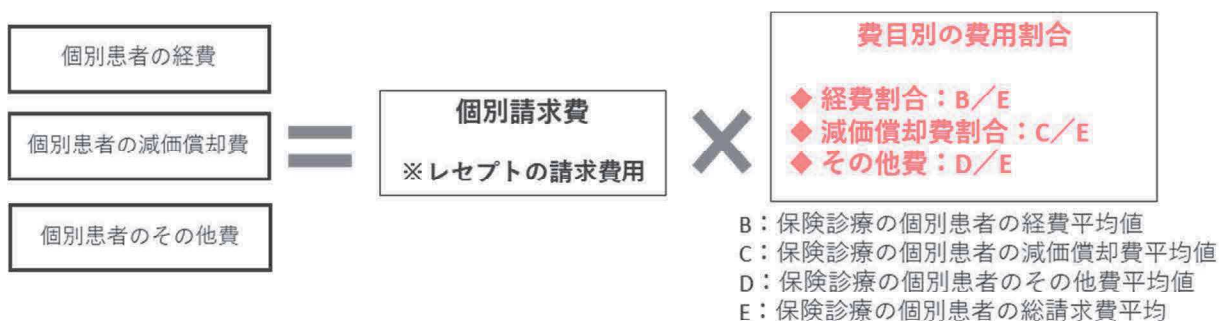 個別患者の経費
個別患者の減価償却費
個別患者のその他費
＝
個別請求費
※レセプトの請求費用
×
費目別の費用割合
◆ 経費割合：B／E
◆ 減価償却費割合：C／E
◆ その他費：D／E
B：保険診療の個別患者の経費平均値
C：保険診療の個別患者の減価償却費平均値
D：保険診療の個別患者のその他費平均値
E：保険診療の個別患者の総請求費平均